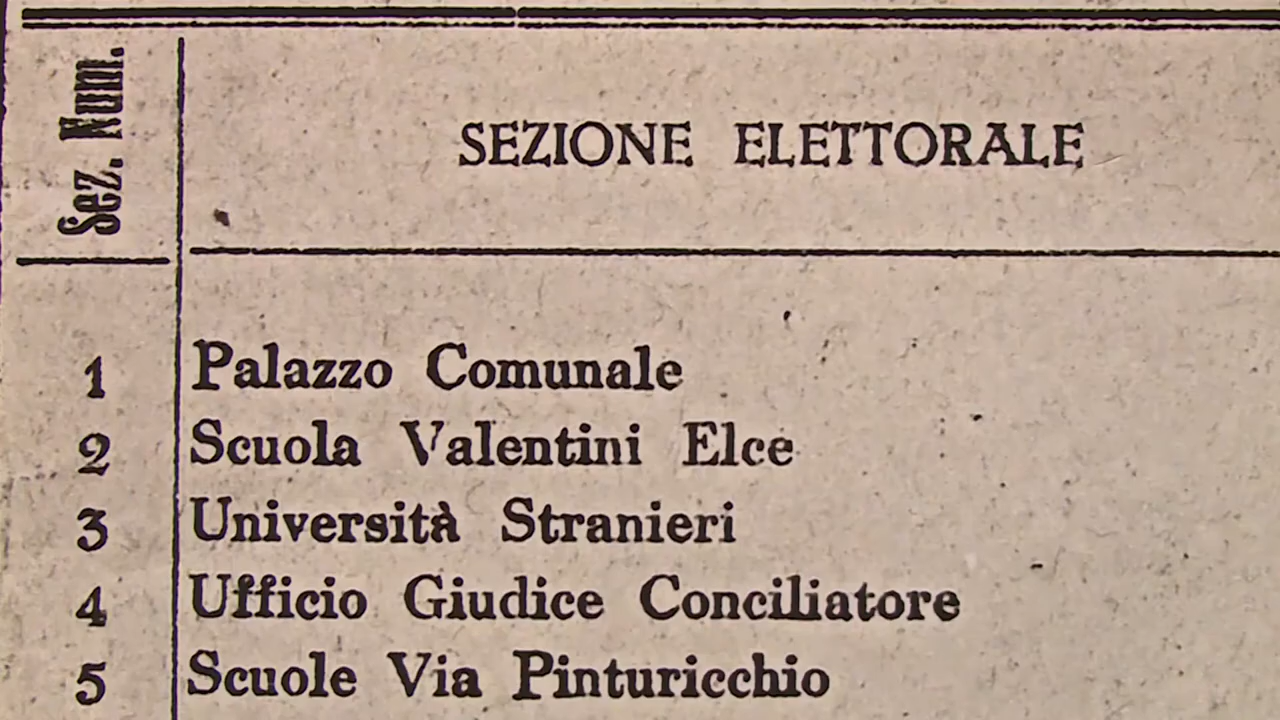 Sez. Num.
SEZIONE ELETTORALE
1 Palazzo Comunale
2 Scuola Valentini Elce
3 Università Stranieri
4 Ufficio Giudice Conciliatore
5 Scuole Via Pinturicchio